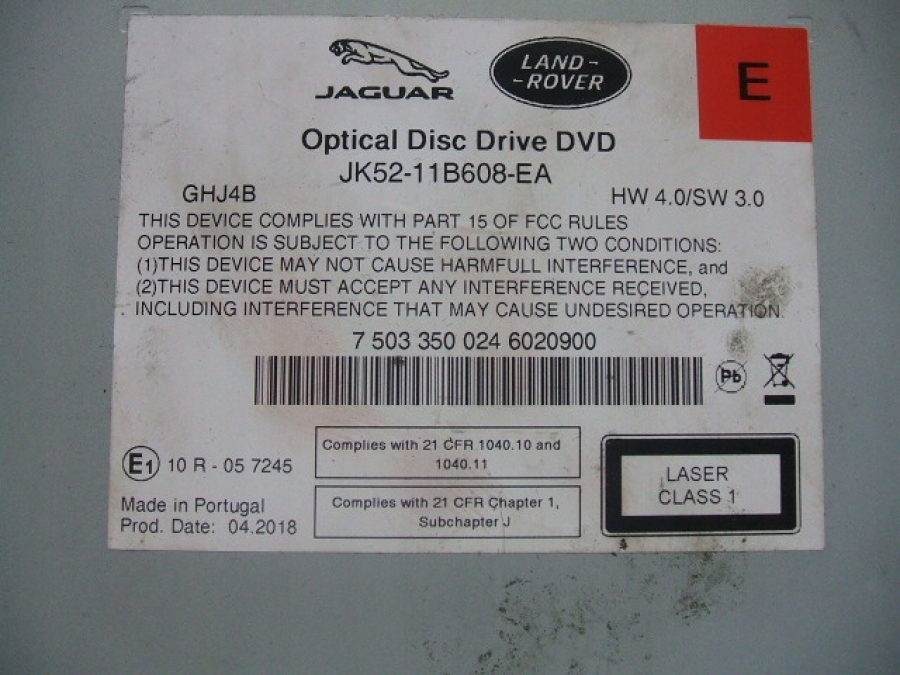 JAGUAR
LAND-
-ROVER
E
Optical Disc Drive DVD
JK52-11B608-EA
GHJ4B
HW 4.0/SW 3.0
THIS DEVICE COMPLIES WITH PART 15 OF FCC RULES
OPERATION IS SUBJECT TO THE FOLLOWING TWO CONDITIONS:
(1)THIS DEVICE MAY NOT CAUSE HARMFULL INTERFERENCE, and
(2)THIS DEVICE MUST ACCEPT ANY INTERFERENCE RECEIVED,
INCLUDING INTERFERENCE THAT MAY CAUSE UNDESIRED OPERATION.
7 503 350 024 6020900
Pb
E1 10 R - 05 7245
Complies with 21 CFR 1040.10 and
1040.11
Made in Portugal
Prod. Date: 04.2018
Complies with 21 CFR Chapter 1,
Subchapter J
LASER
CLASS 1